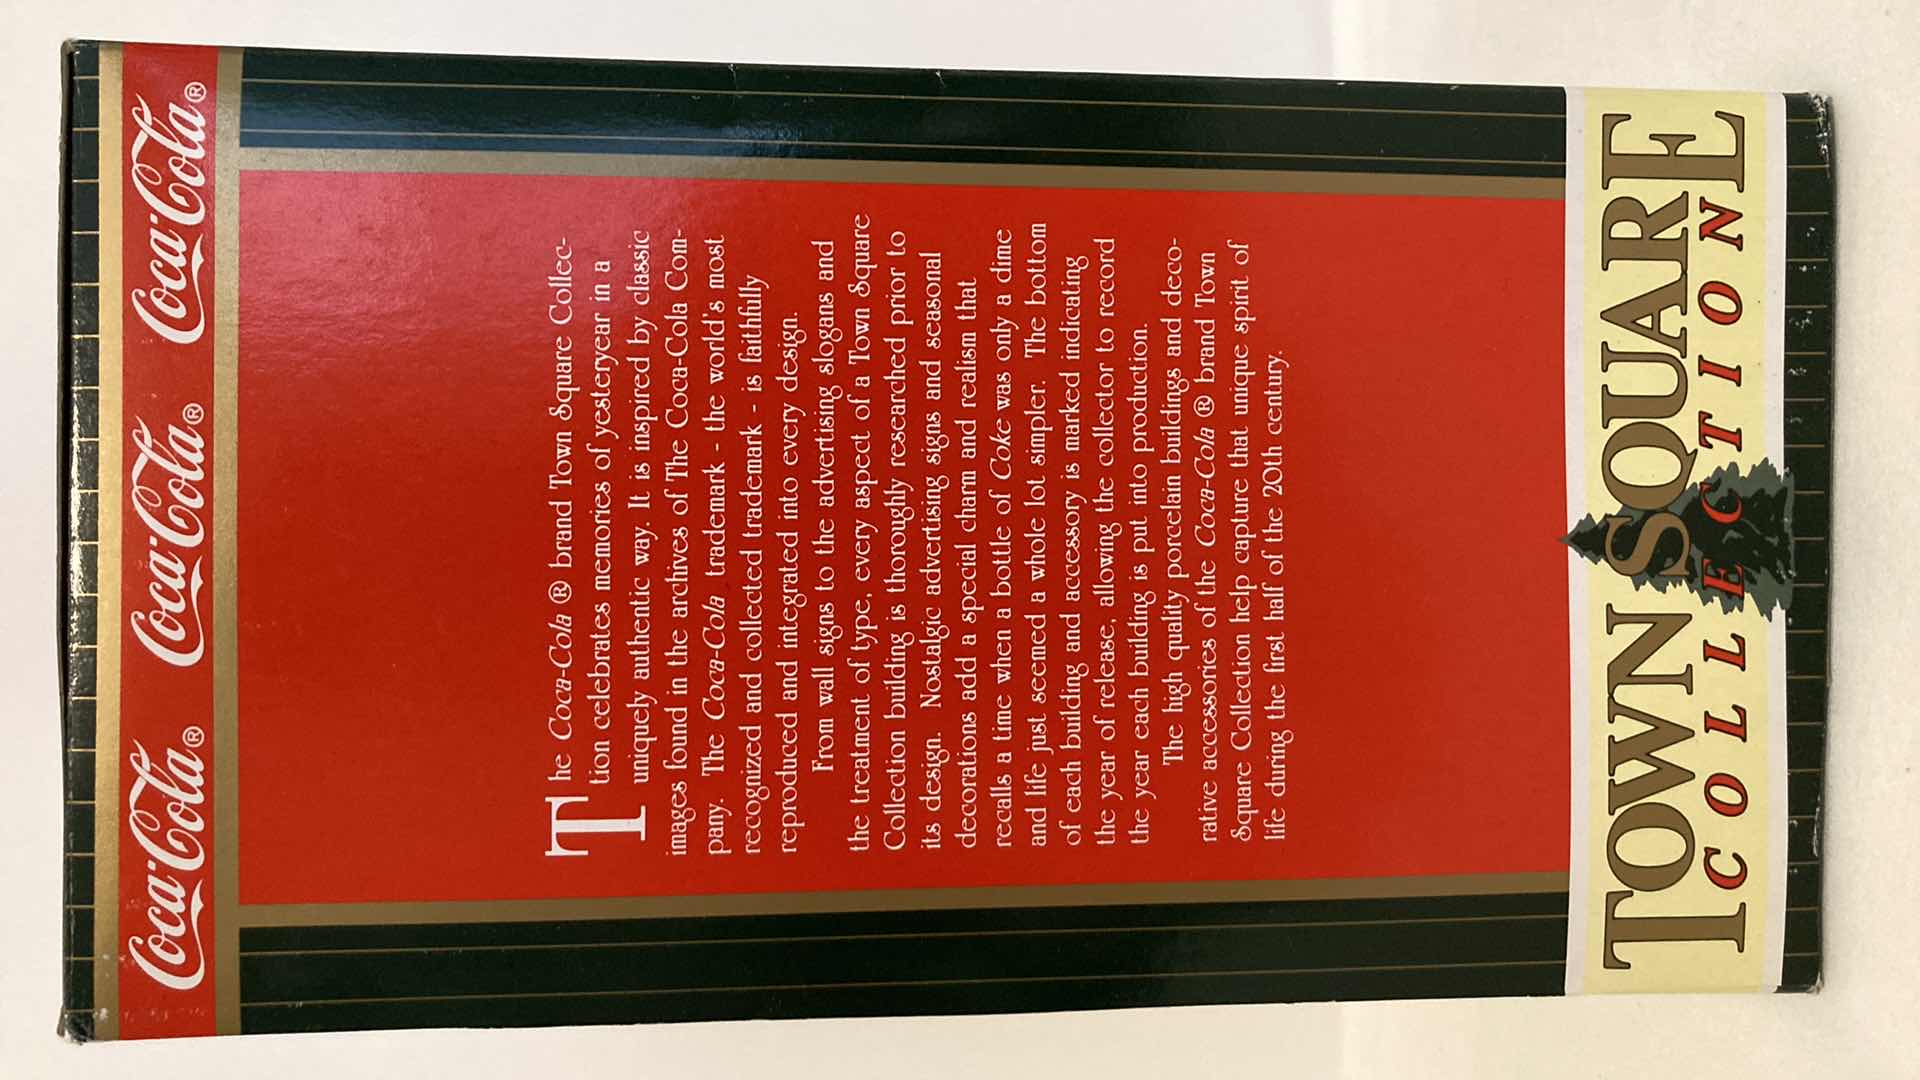 Coca-Cola® Coca-Cola® Coca-Cola®
The Coca-Cola ® brand Town Square Collec-
tion celebrates memories of yesteryear in a
uniquely authentic way. It is inspired by classic
images found in the archives of The Coca-Cola Com-
pany. The Coca-Cola trademark - the world's most
recognized and collected trademark - is faithfully
reproduced and integrated into every design.
From wall signs to the advertising slogans and
the treatment of type, every aspect of a Town Square
Collection building is thoroughly researched prior to
its design. Nostalgic advertising signs and seasonal
decorations add a special charm and realism that
recalls a time when a bottle of Coke was only a dime
and life just seemed a whole lot simpler. The bottom
of each building and accessory is marked indicating
the year of release, allowing the collector to record
the year each building is put into production.
The high quality porcelain buildings and deco-
rative accessories of the Coca-Cola ® brand Town
Square Collection help capture that unique spirit of
life during the first half of the 20th century.
TOWN SQUARE
COLLECTION